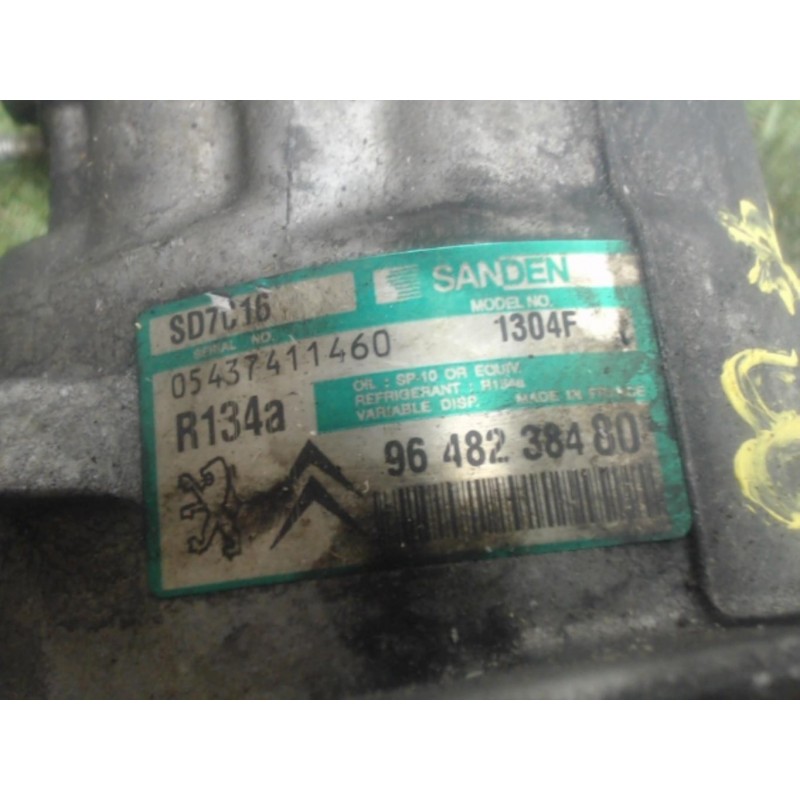 SANDEN
SD7C16
MODEL NO.
SERIAL NO.
1304F
05437411460
OIL : SP-10 OR EQUIV.
REFRIGERANT : R134a
VARIABLE DISP. MADE IN FRANCE
R134a
96 482 384 80